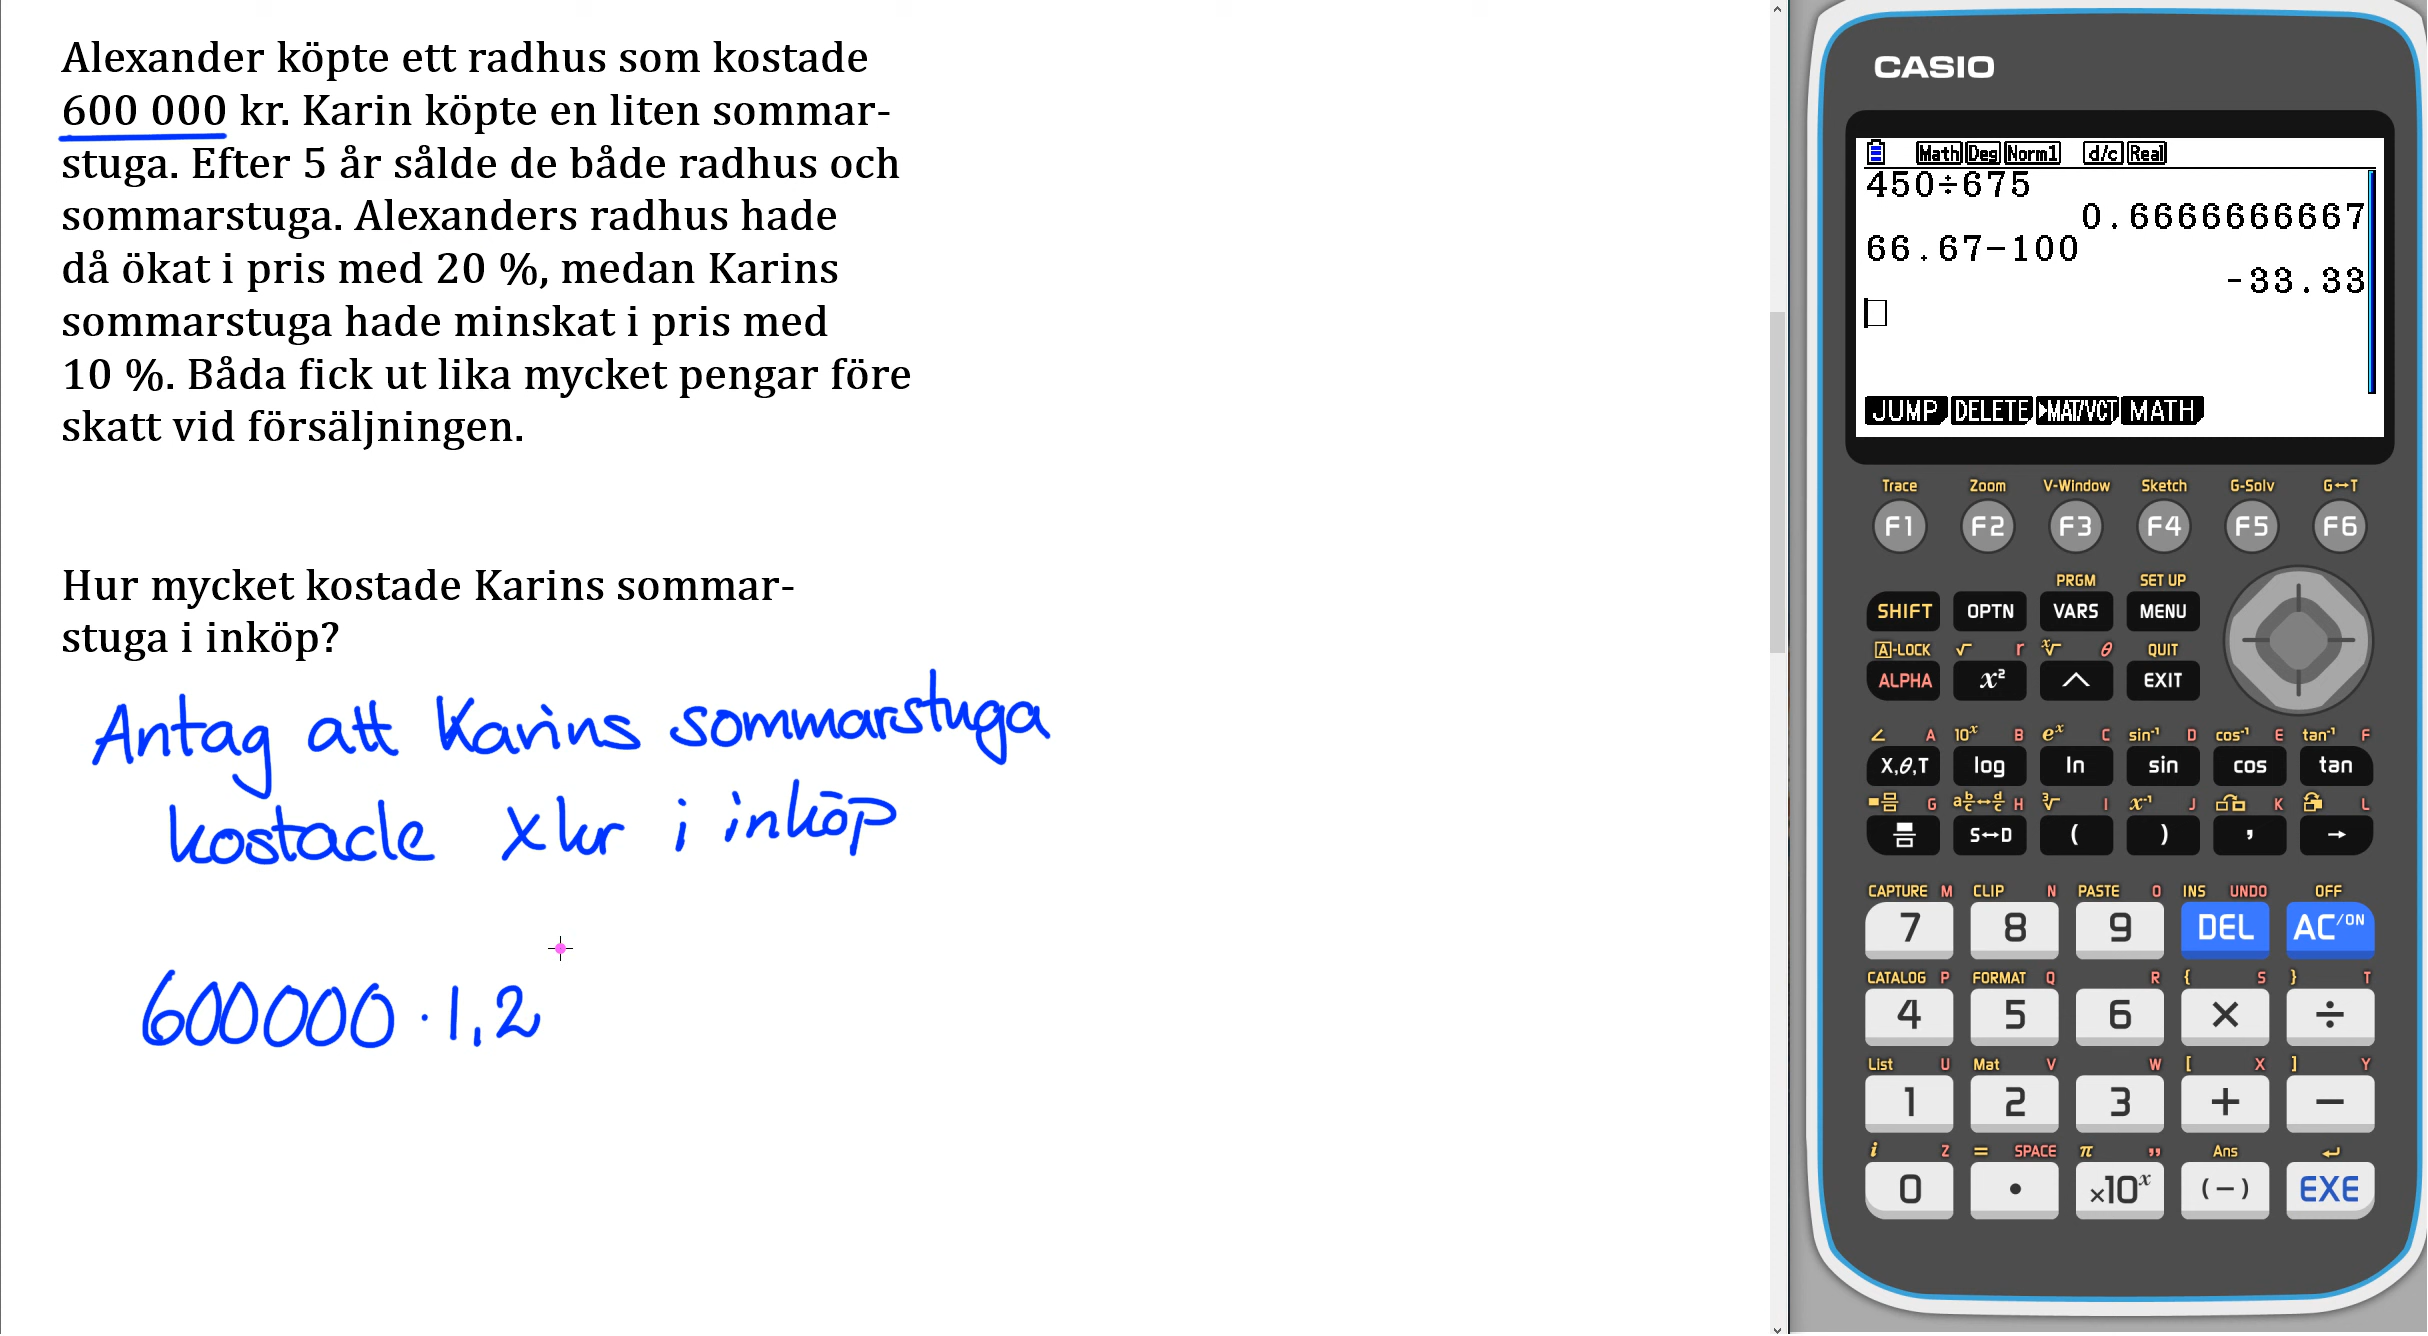 Alexander köpte ett radhus som kostade
600 000 kr. Karin köpte en liten sommar-
stuga. Efter 5 år sålde de både radhus och
sommarstuga. Alexanders radhus hade
då ökat i pris med 20 %, medan Karins
sommarstuga hade minskat i pris med
10 %. Båda fick ut lika mycket pengar före
skatt vid försäljningen.
Hur mycket kostade Karins sommar-
stuga i inköp?
Antag att Karins sommarstuga
kostade x kr i inköp
600000 · 1,2
CASIO
Math Deg Norm1 d/c Real
450÷675
0.6666666667
66.67-100
-33.33
JUMP DELETE ▶MAT/VCT MATH
Trace Zoom V-Window Sketch G-Solv G↔T
F1 F2 F3 F4 F5 F6
PRGM SET UP
SHIFT OPTN VARS MENU
A-LOCK √ r ˣ√ θ QUIT
ALPHA x² ^ EXIT
∠ A 10ˣ B eˣ C sin⁻¹ D cos⁻¹ E tan⁻¹ F
X,θ,T log ln sin cos tan
G a b/c↔d/c H ³√ I x⁻¹ J K L
S↔D ( ) , →
CAPTURE M CLIP N PASTE O INS UNDO OFF
7 8 9 DEL AC/ON
CATALOG P FORMAT Q R { S } T
4 5 6 × ÷
List U Mat V W [ X ] Y
1 2 3 + −
i Z = SPACE π " Ans ↵
0 • ×10ˣ (−) EXE